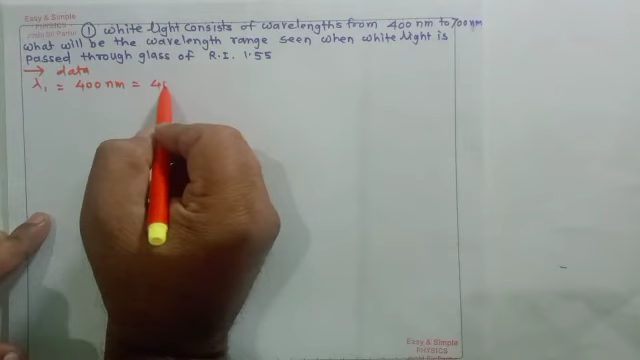 Easy & Simple
PHYSICS
① White light consists of wavelengths from 400 nm to 700 nm
what will be the wavelength range seen when white light is
passed through glass of R.I. 1.55
→ data
λ₁ = 400 nm = 4
Easy & Simple
PHYSICS